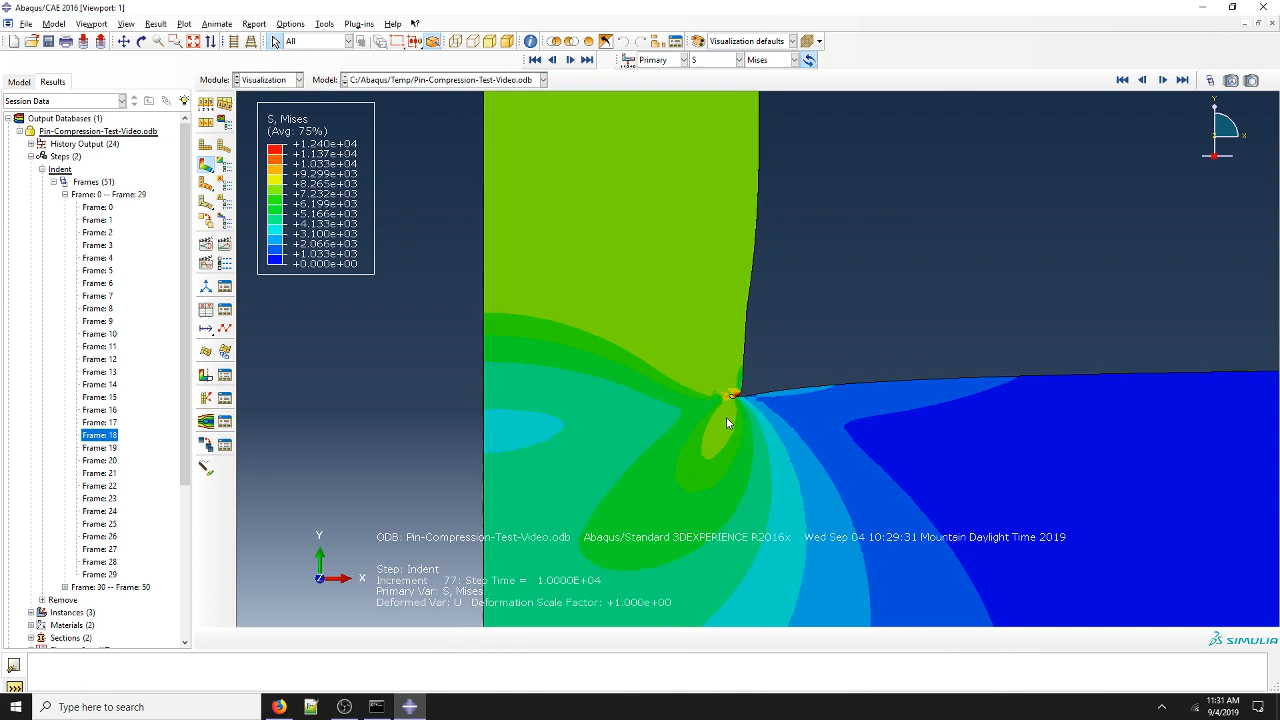 Abaqus/CAE 2016 [Viewport: 1]
File Model Viewport View Result Plot Animate Report Options Tools Plug-ins Help
All
Visualization defaults
Primary S Mises
Model Results
Module: Visualization Model: C:/Abaqus/Temp/Pin-Compression-Test-Video.odb
Session Data
Output Databases (1)
Pin-Compression-Test-Video.odb
History Output (24)
Steps (2)
Indent
Frames (51)
Frame: 0 -- Frame: 29
Frame: 0
Frame: 1
Frame: 2
Frame: 3
Frame: 4
Frame: 5
Frame: 6
Frame: 7
Frame: 8
Frame: 9
Frame: 10
Frame: 11
Frame: 12
Frame: 13
Frame: 14
Frame: 15
Frame: 16
Frame: 17
Frame: 18
Frame: 19
Frame: 20
Frame: 21
Frame: 22
Frame: 23
Frame: 24
Frame: 25
Frame: 26
Frame: 27
Frame: 28
Frame: 29
Frame: 30 -- Frame: 50
Remove
Instances (3)
Materials (2)
Sections (2)
S, Mises
(Avg: 75%)
+1.240e+04
+1.137e+04
+1.033e+04
+9.299e+03
+8.265e+03
+7.232e+03
+6.199e+03
+5.166e+03
+4.133e+03
+3.100e+03
+2.066e+03
+1.033e+03
+0.000e+00
Y
X
Y
X
Z
ODB: Pin-Compression-Test-Video.odb Abaqus/Standard 3DEXPERIENCE R2016x Wed Sep 04 10:29:31 Mountain Daylight Time 2019
Step: Indent
Increment 77: Step Time = 1.0000E+04
Primary Var: S, Mises
Deformed Var: U Deformation Scale Factor: +1.000e+00
SIMULIA
Type here to search
11:31 AM
9/4/2019